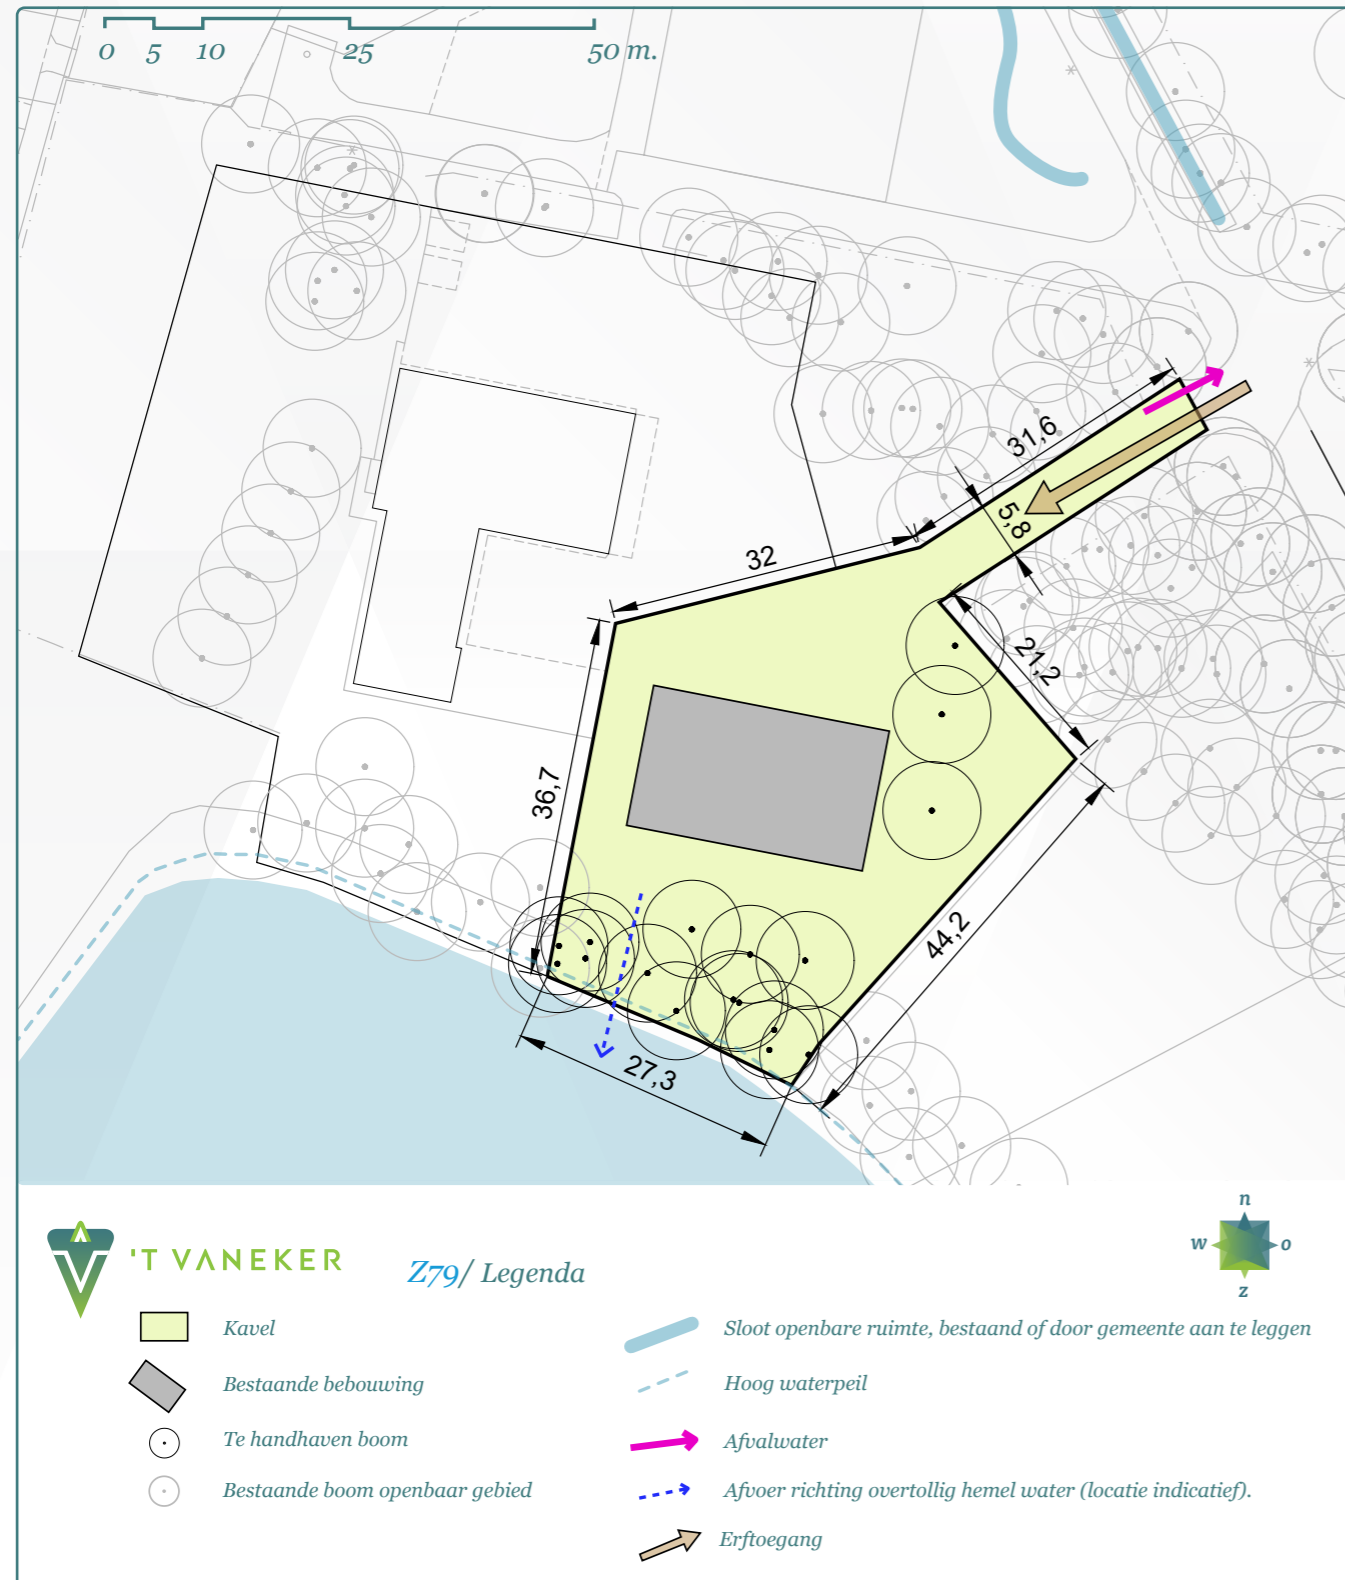 0 5 10 25 50 m.
31,6
5,8
32
21,2
36,7
44,2
27,3
n
w o
z
'T VANEKER
Z79/ Legenda
Kavel
Bestaande bebouwing
Te handhaven boom
Bestaande boom openbaar gebied
Sloot openbare ruimte, bestaand of door gemeente aan te leggen
Hoog waterpeil
Afvalwater
Afvoer richting overtollig hemel water (locatie indicatief).
Erftoegang